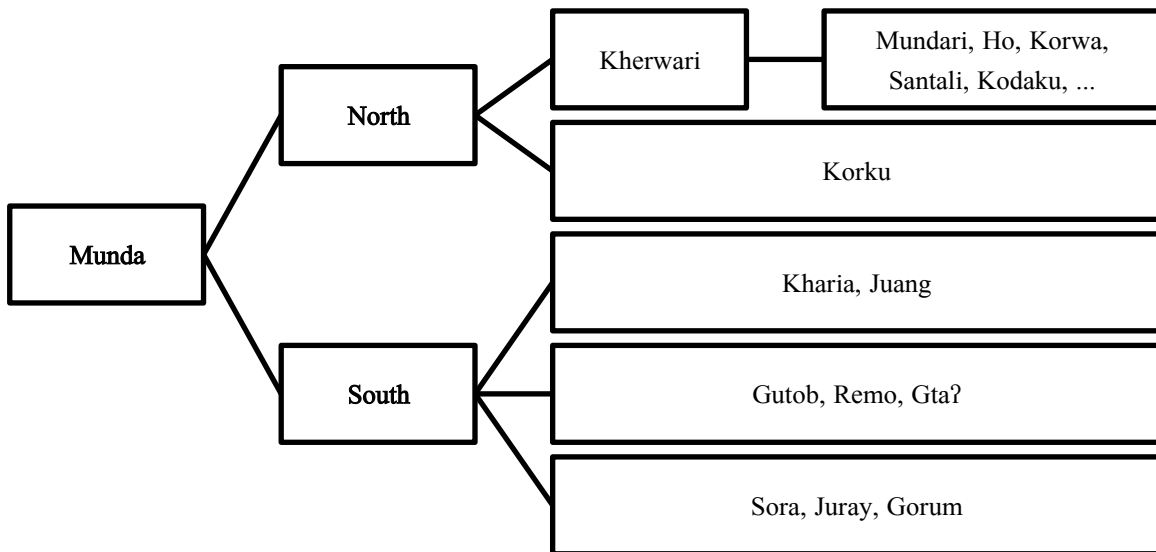 Munda
North
Kherwari
Mundari, Ho, Korwa,
Santali, Kodaku, ...
Korku
South
Kharia, Juang
Gutob, Remo, Gtaʔ
Sora, Juray, Gorum